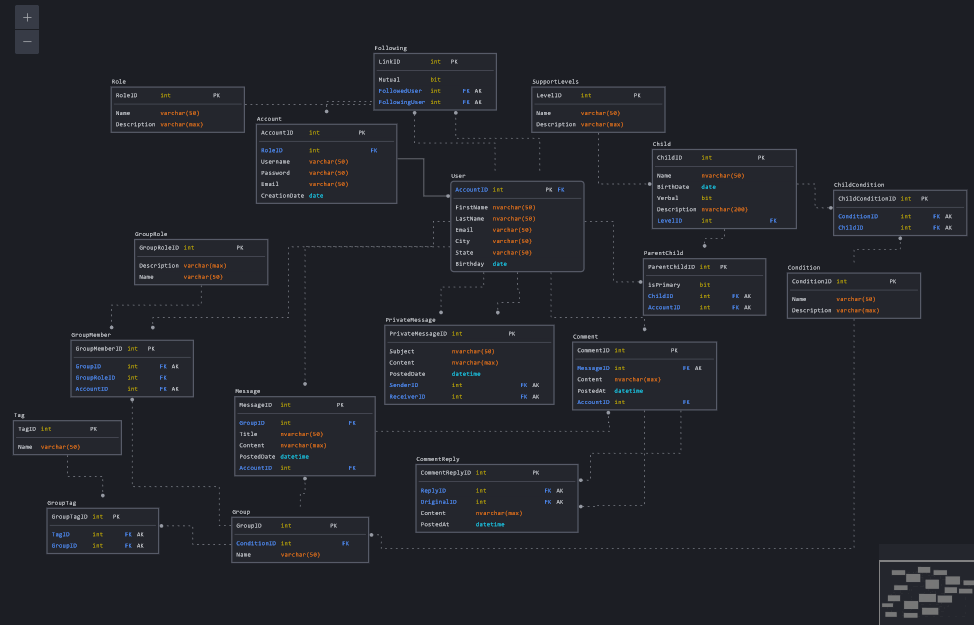 +
−
Following
LinkID int PK
Mutual bit
FollowedUser int FK AK
FollowingUser int FK AK
Role
RoleID int PK
Name varchar(50)
Description varchar(max)
SupportLevels
LevelID int PK
Name varchar(50)
Description varchar(max)
Account
AccountID int PK
RoleID int FK
Username varchar(50)
Password varchar(50)
Email varchar(50)
CreationDate date
User
AccountID int PK FK
FirstName nvarchar(50)
LastName nvarchar(50)
Email varchar(50)
City varchar(50)
State varchar(50)
Birthday date
Child
ChildID int PK
Name nvarchar(50)
BirthDate date
Verbal bit
Description nvarchar(200)
LevelID int FK
ChildCondition
ChildConditionID int PK
ConditionID int FK AK
ChildID int FK AK
GroupRole
GroupRoleID int PK
Description varchar(max)
Name varchar(50)
ParentChild
ParentChildID int PK
isPrimary bit
ChildID int FK AK
AccountID int FK AK
Condition
ConditionID int PK
Name varchar(50)
Description varchar(max)
GroupMember
GroupMemberID int PK
GroupID int FK AK
GroupRoleID int FK
AccountID int FK AK
PrivateMessage
PrivateMessageID int PK
Subject nvarchar(50)
Content nvarchar(max)
PostedDate datetime
SenderID int FK AK
ReceiverID int FK AK
Comment
CommentID int PK
MessageID int FK AK
Content nvarchar(max)
PostedAt datetime
AccountID int FK
Message
MessageID int PK
GroupID int FK
Title nvarchar(50)
Content nvarchar(max)
PostedDate datetime
AccountID int FK
Tag
TagID int PK
Name varchar(50)
CommentReply
CommentReplyID int PK
ReplyID int FK AK
OriginalID int FK AK
Content nvarchar(max)
PostedAt datetime
GroupTag
GroupTagID int PK
TagID int FK AK
GroupID int FK AK
Group
GroupID int PK
ConditionID int FK
Name varchar(50)